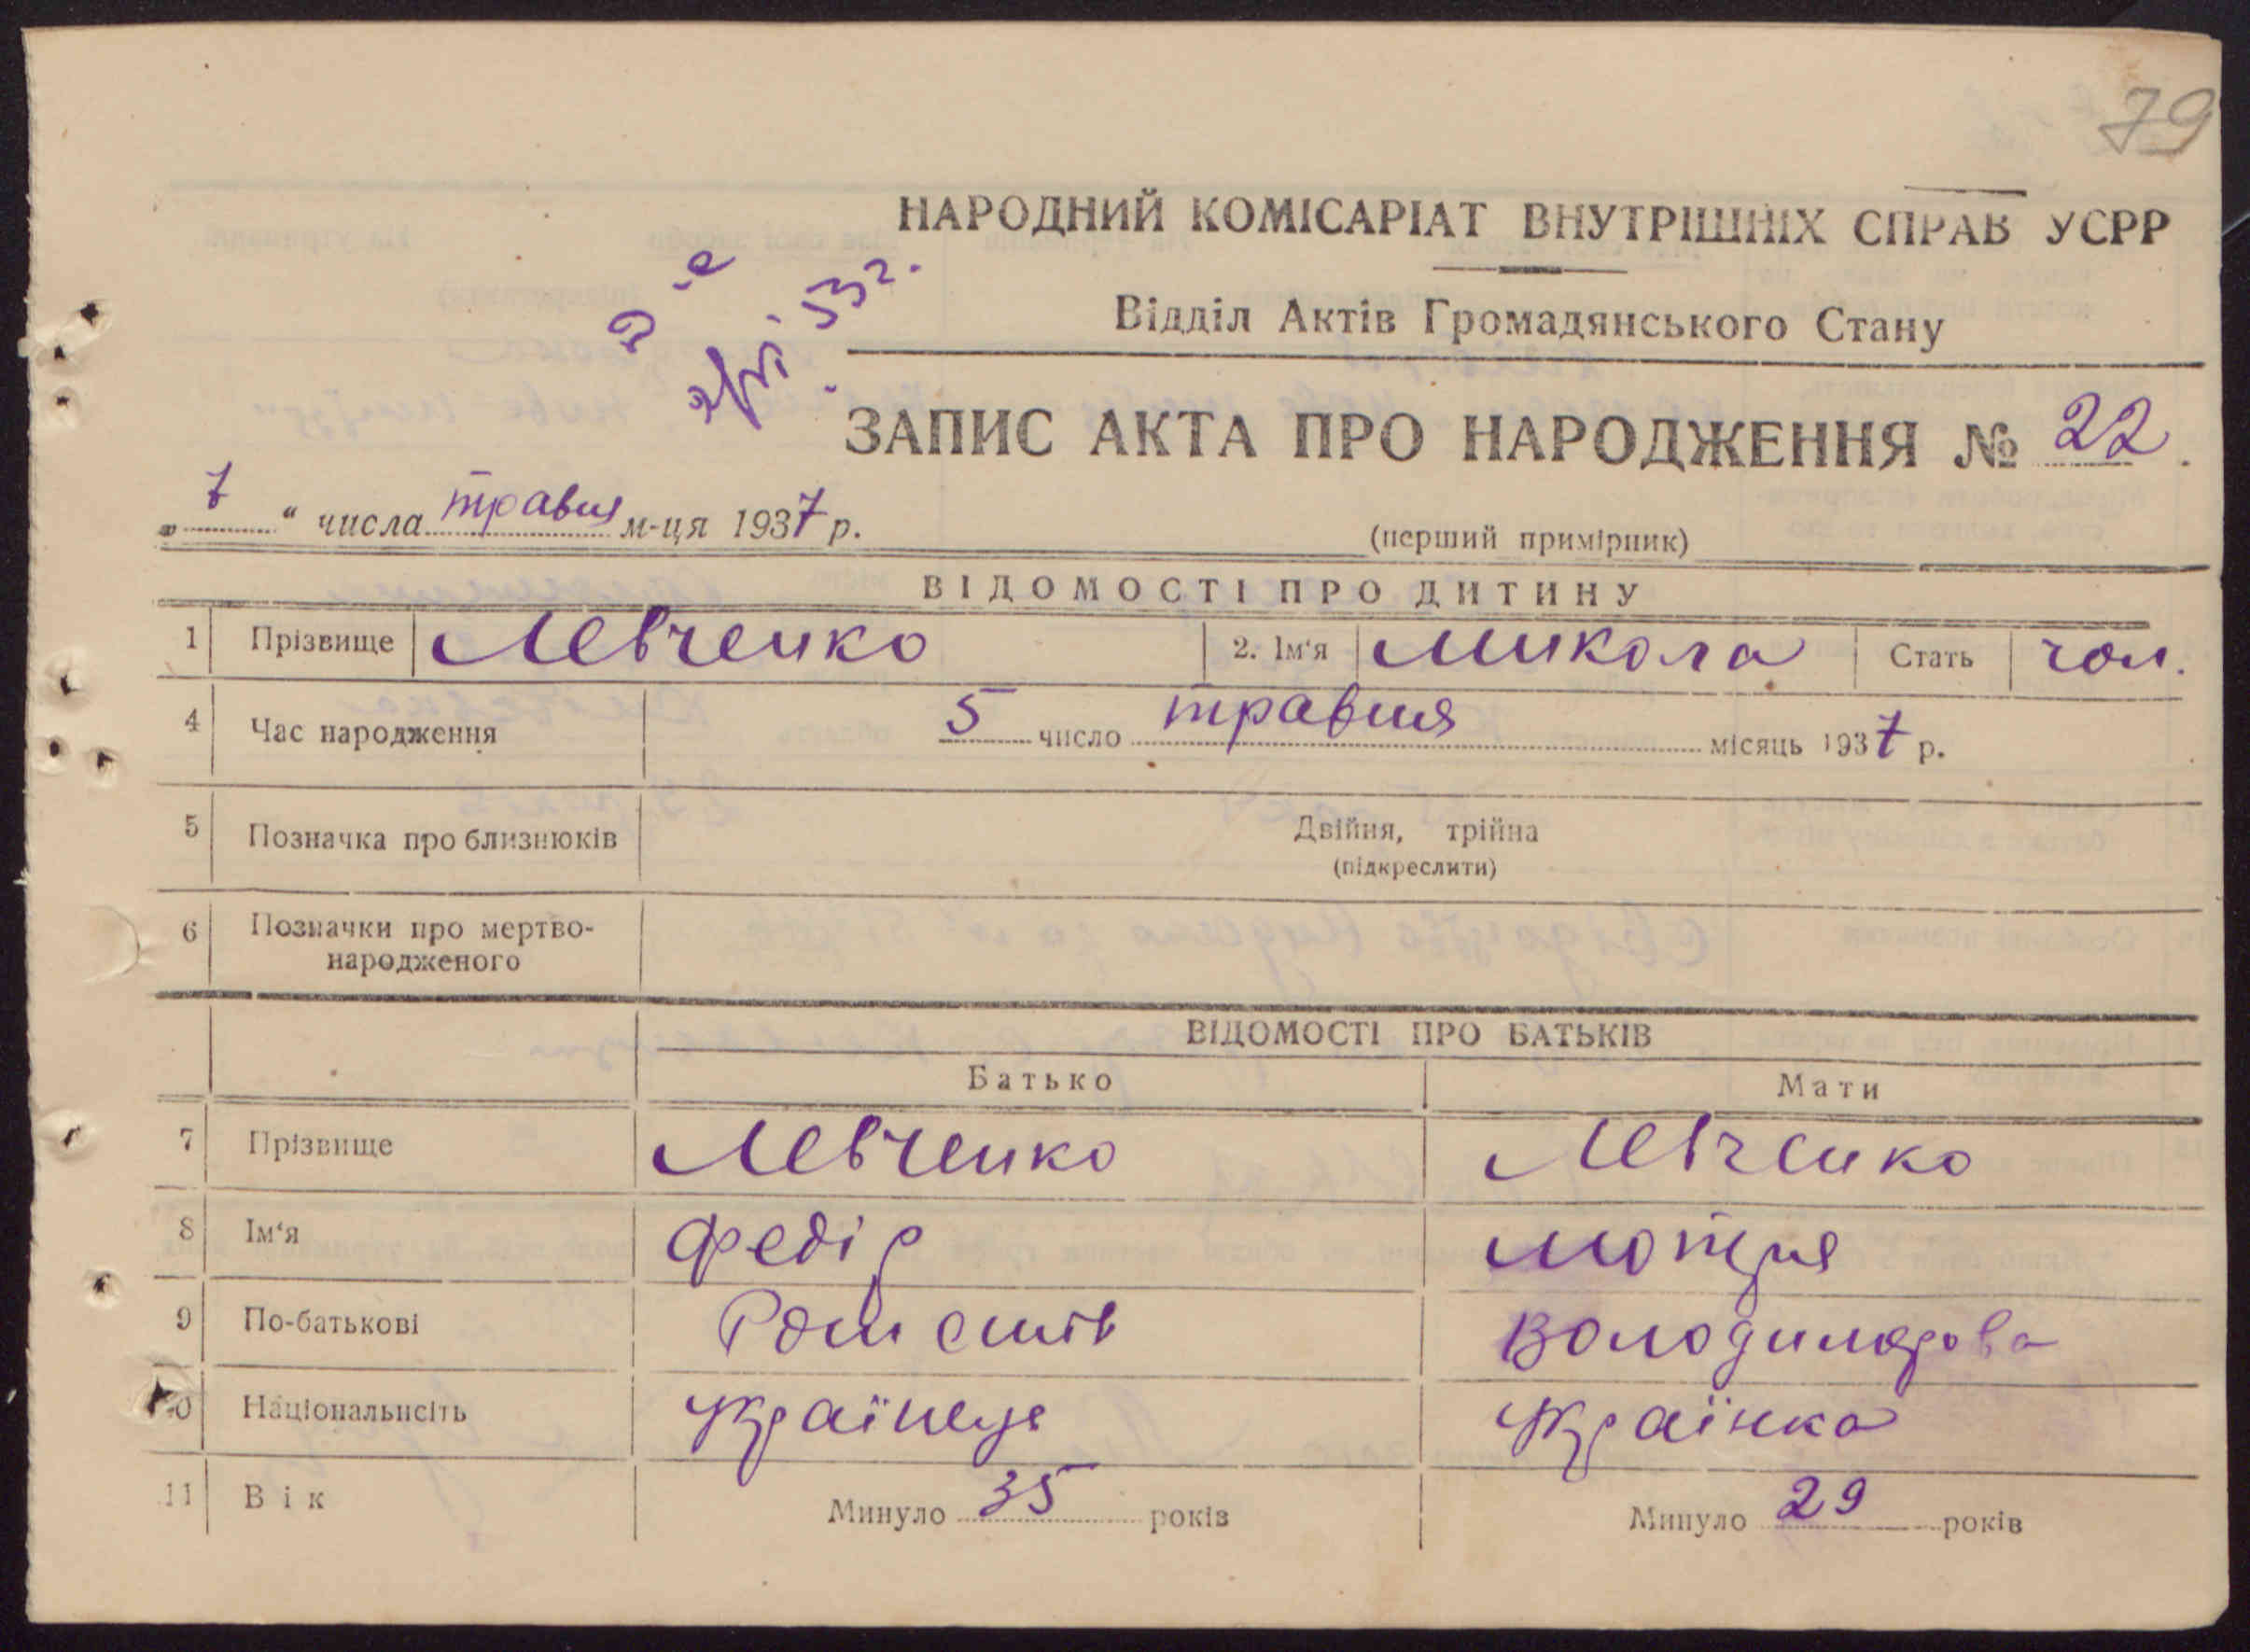 79
НАРОДНИЙ КОМІСАРІАТ ВНУТРІШНІХ СПРАВ УСРР
Відділ Актів Громадянського Стану
ЗАПИС АКТА ПРО НАРОДЖЕННЯ № 22.
„7“ числа травня м-ця 1937 р.
(перший примірник)
ВІДОМОСТІ ПРО ДИТИНУ
1 Прізвище Левченко 2. Ім‘я Микола Стать чол.
4 Час народження 5 число травня місяць 1937 р.
5 Позначка про близнюків Двійня, трійна
(підкреслити)
6 Позначки про мертво-
народженого
ВІДОМОСТІ ПРО БАТЬКІВ
Батько Мати
7 Прізвище Левченко Левченко
8 Ім‘я Федір Мотря
9 По-батькові Володимирова
10 Національнсіть Українець Українка
11 Вік Минуло 35 років Минуло 29 років